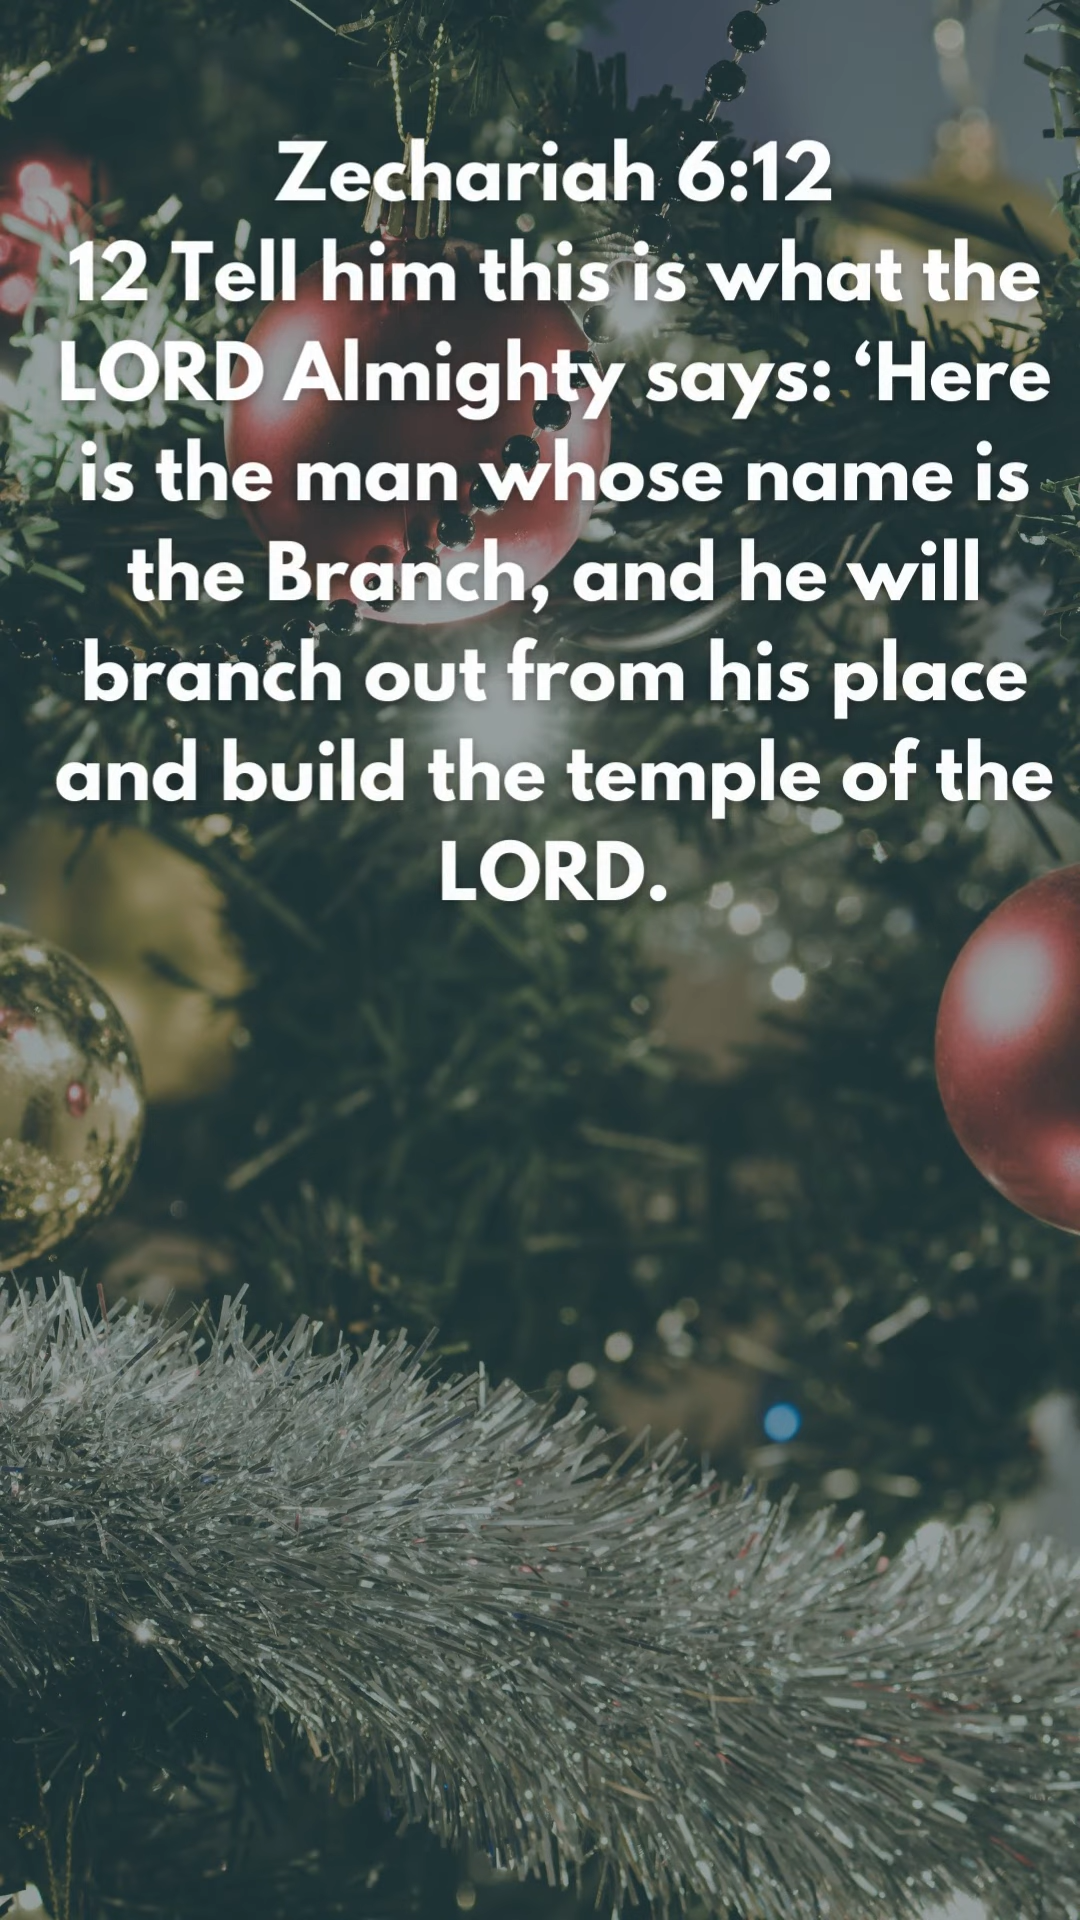 Zechariah 6:12
12 Tell him this is what the
LORD Almighty says: ‘Here
is the man whose name is
the Branch, and he will
branch out from his place
and build the temple of the
LORD.